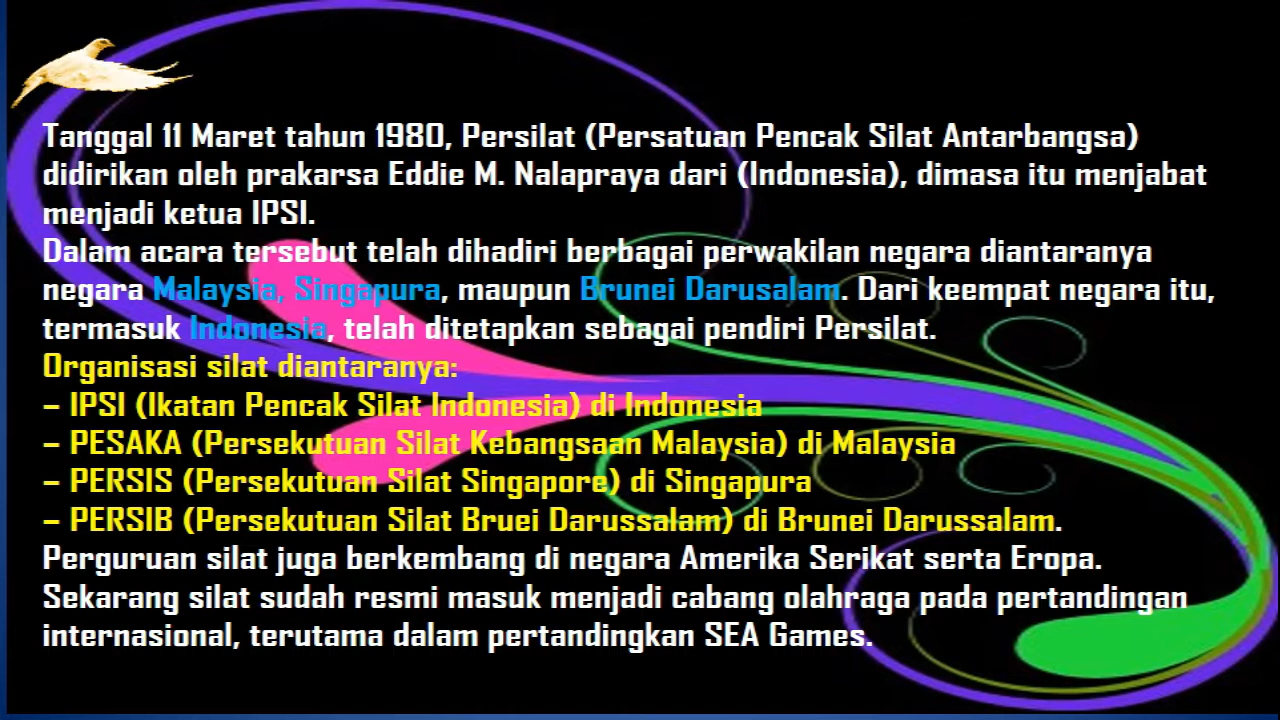 Tanggal 11 Maret tahun 1980, Persilat (Persatuan Pencak Silat Antarbangsa)
didirikan oleh prakarsa Eddie M. Nalapraya dari (Indonesia), dimasa itu menjabat
menjadi ketua IPSI.
Dalam acara tersebut telah dihadiri berbagai perwakilan negara diantaranya
negara Malaysia, Singapura, maupun Brunei Darusalam. Dari keempat negara itu,
termasuk Indonesia, telah ditetapkan sebagai pendiri Persilat.
Organisasi silat diantaranya:
– IPSI (Ikatan Pencak Silat Indonesia) di Indonesia
– PESAKA (Persekutuan Silat Kebangsaan Malaysia) di Malaysia
– PERSIS (Persekutuan Silat Singapore) di Singapura
– PERSIB (Persekutuan Silat Bruei Darussalam) di Brunei Darussalam.
Perguruan silat juga berkembang di negara Amerika Serikat serta Eropa.
Sekarang silat sudah resmi masuk menjadi cabang olahraga pada pertandingan
internasional, terutama dalam pertandingkan SEA Games.